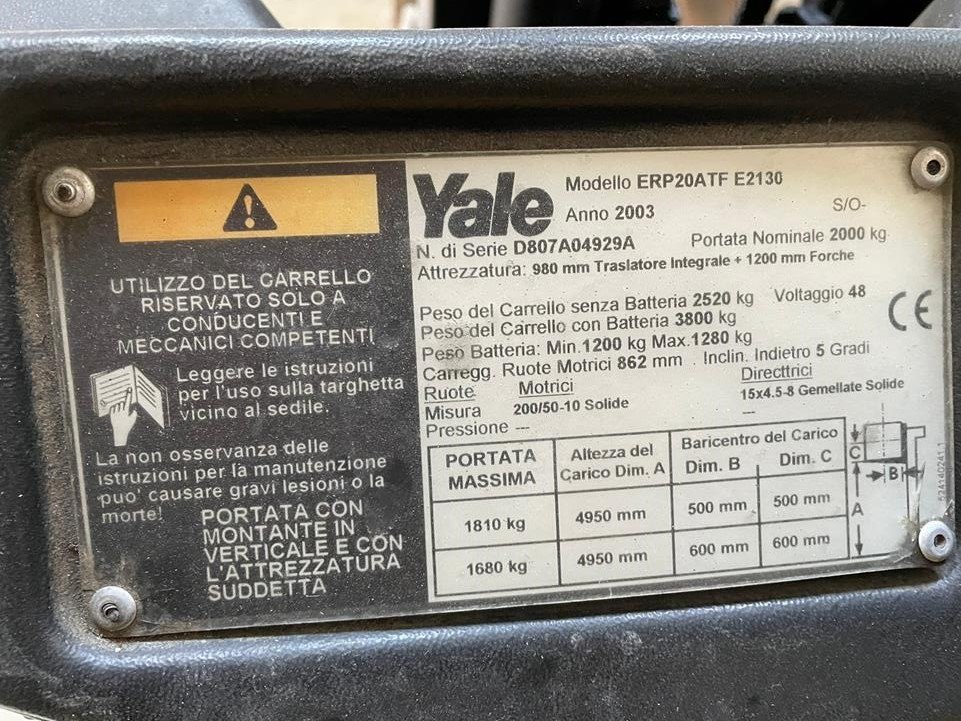 UTILIZZO DEL CARRELLO
RISERVATO SOLO A
CONDUCENTI E
MECCANICI COMPETENTI
Leggere le istruzioni
per l'uso sulla targhetta
vicino al sedile.
La non osservanza delle
istruzioni per la manutenzione
puo' causare gravi lesioni o la
morte!
PORTATA CON
MONTANTE IN
VERTICALE E CON
L'ATTREZZATURA
SUDDETTA
Yale
Modello ERP20ATF E2130
Anno 2003
S/O-
N. di Serie D807A04929A
Portata Nominale 2000 kg
Attrezzatura: 980 mm Traslatore Integrale + 1200 mm Forche
Peso del Carrello senza Batteria 2520 kg Voltaggio 48
Peso del Carrello con Batteria 3800 kg
Peso Batteria: Min.1200 kg Max.1280 kg
Carregg. Ruote Motrici 862 mm . Inclin. Indietro 5 Gradi
Ruote Motrici Directtrici
Misura 200/50-10 Solide 15x4.5-8 Gemellate Solide
Pressione --- ---
CE
PORTATA MASSIMA
Altezza del Carico Dim. A
Baricentro del Carico
Dim. B Dim. C
1810 kg 4950 mm 500 mm 500 mm
1680 kg 4950 mm 600 mm 600 mm
C
B
A